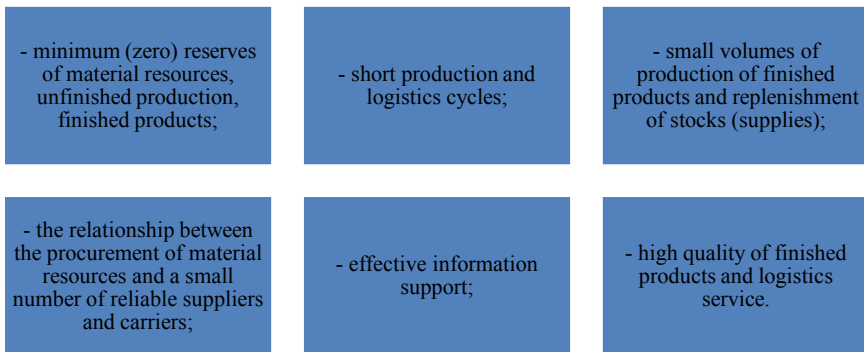 - minimum (zero) reserves
of material resources,
unfinished production,
finished products;
- short production and
logistics cycles;
- small volumes of
production of finished
products and replenishment
of stocks (supplies);
- the relationship between
the procurement of material
resources and a small
number of reliable suppliers
and carriers;
- effective information
support;
- high quality of finished
products and logistics
service.